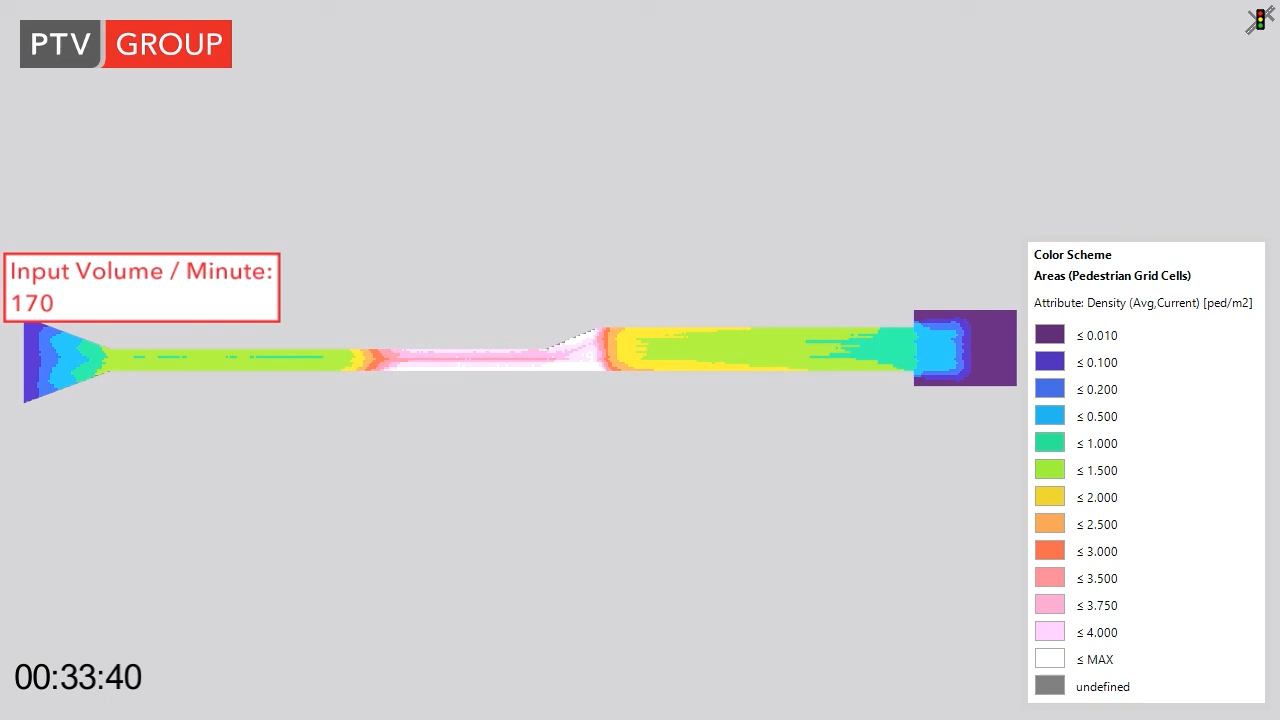 PTV GROUP
Input Volume / Minute:
170
Color Scheme
Areas (Pedestrian Grid Cells)
Attribute: Density (Avg,Current) [ped/m2]
≤ 0.010
≤ 0.100
≤ 0.200
≤ 0.500
≤ 1.000
≤ 1.500
≤ 2.000
≤ 2.500
≤ 3.000
≤ 3.500
≤ 3.750
≤ 4.000
≤ MAX
undefined
00:33:40